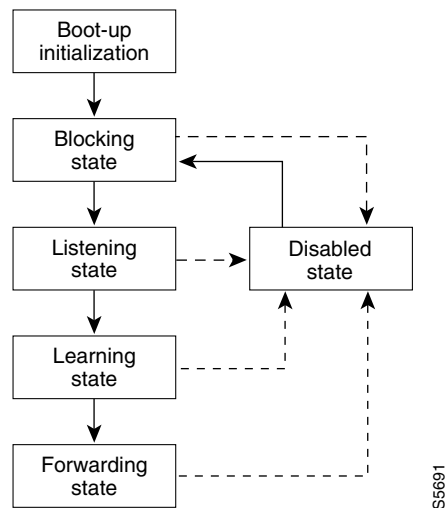 Boot-up
initialization
Blocking
state
Listening
state
Disabled
state
Learning
state
Forwarding
state
S5691